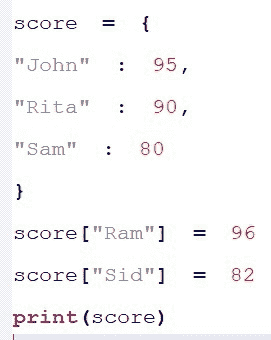 score = {
"John" : 95,
"Rita" : 90,
"Sam" : 80
}
score["Ram"] = 96
score["Sid"] = 82
print(score)